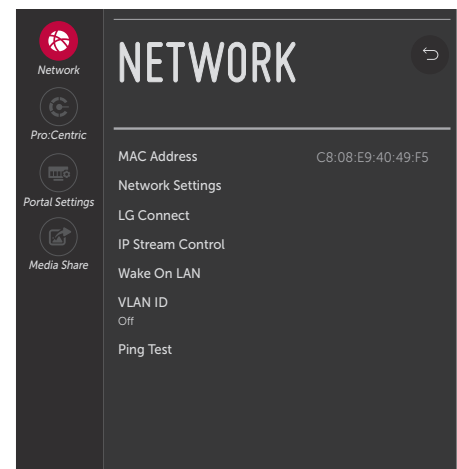 Network
NETWORK
Pro:Centric
MAC Address C8:08:E9:40:49:F5
Network Settings
Portal Settings
LG Connect
IP Stream Control
Media Share
Wake On LAN
VLAN ID
Off
Ping Test